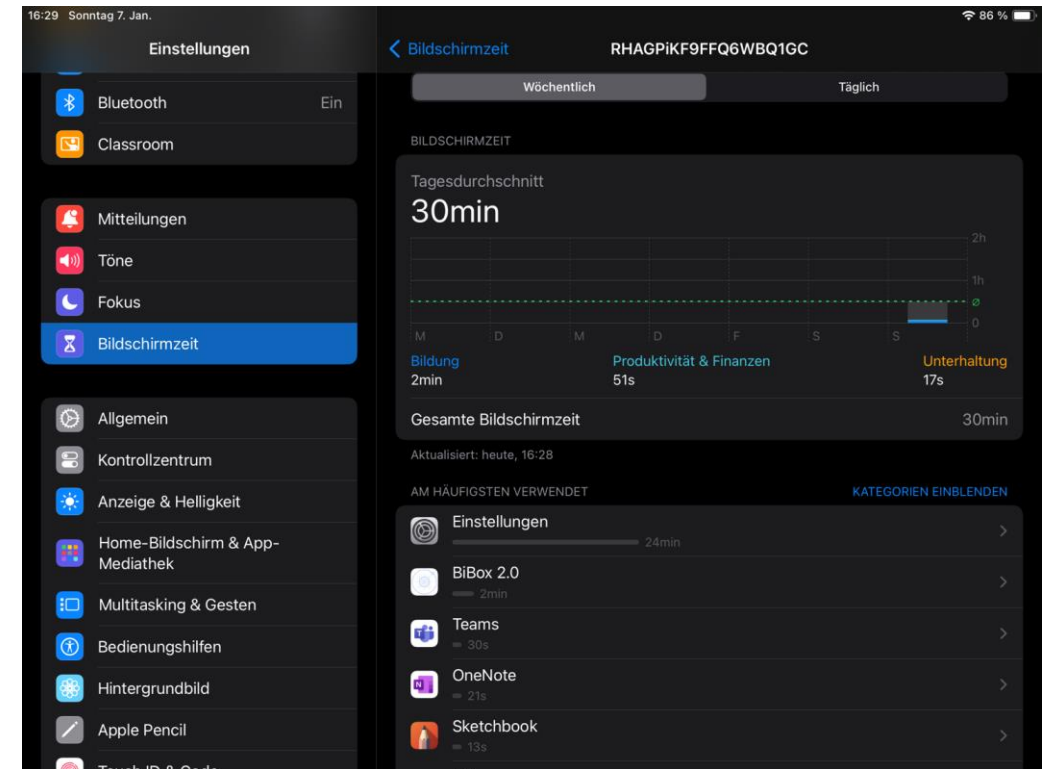 16:29 Sonntag 7. Jan.
86 %
Einstellungen
Bluetooth Ein
Classroom
Mitteilungen
Töne
Fokus
Bildschirmzeit
Allgemein
Kontrollzentrum
Anzeige & Helligkeit
Home-Bildschirm & App-
Mediathek
Multitasking & Gesten
Bedienungshilfen
Hintergrundbild
Apple Pencil
Touch ID & Code
Bildschirmzeit
RHAGPiKF9FFQ6WBQ1GC
Wöchentlich Täglich
BILDSCHIRMZEIT
Tagesdurchschnitt
30min
2h
1h
ø
0
M D M D F S S
Bildung Produktivität & Finanzen Unterhaltung
2min 51s 17s
Gesamte Bildschirmzeit 30min
Aktualisiert: heute, 16:28
AM HÄUFIGSTEN VERWENDET KATEGORIEN EINBLENDEN
Einstellungen
24min
BiBox 2.0
2min
Teams
30s
OneNote
21s
Sketchbook
13s